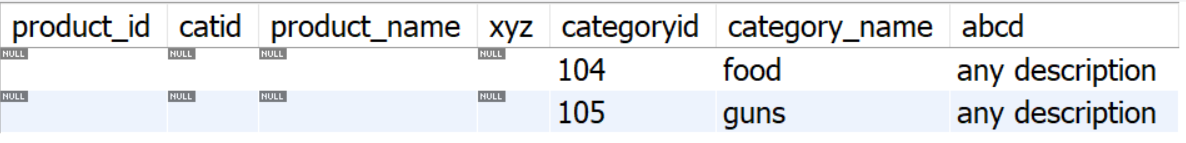 product_id catid product_name xyz categoryid category_name abcd
NULL NULL NULL NULL 104 food any description
NULL NULL NULL NULL 105 guns any description